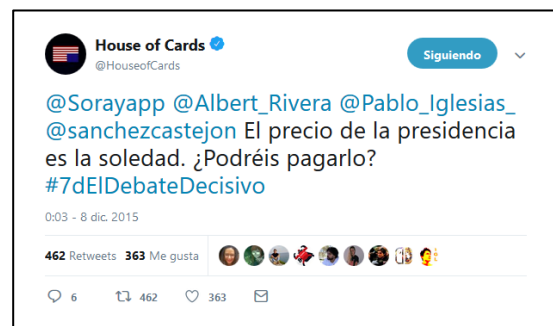 House of Cards
@HouseofCards
Siguiendo
@Sorayapp @Albert_Rivera @Pablo_Iglesias_
@sanchezcastejon El precio de la presidencia
es la soledad. ¿Podréis pagarlo?
#7dElDebateDecisivo
0:03 - 8 dic. 2015
462 Retweets 363 Me gusta
6 462 363